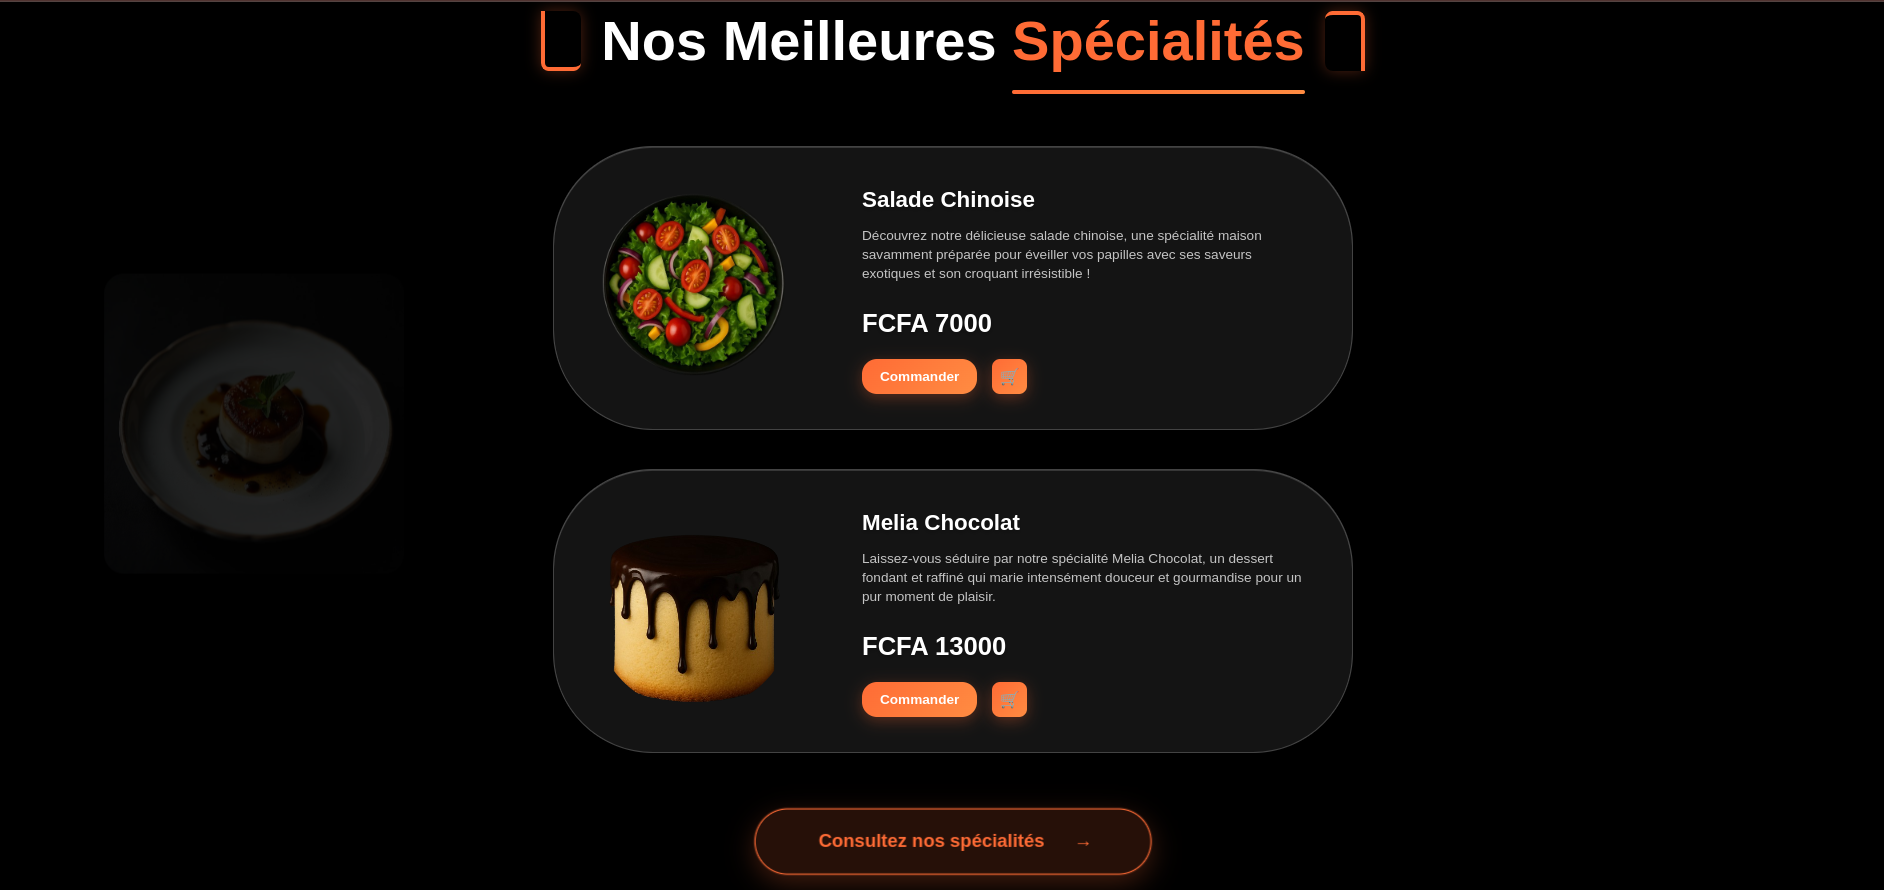 Nos Meilleures Spécialités
Salade Chinoise
Découvrez notre délicieuse salade chinoise, une spécialité maison
savamment préparée pour éveiller vos papilles avec ses saveurs
exotiques et son croquant irrésistible !
FCFA 7000
Commander
Melia Chocolat
Laissez-vous séduire par notre spécialité Melia Chocolat, un dessert
fondant et raffiné qui marie intensément douceur et gourmandise pour un
pur moment de plaisir.
FCFA 13000
Commander
Consultez nos spécialités →